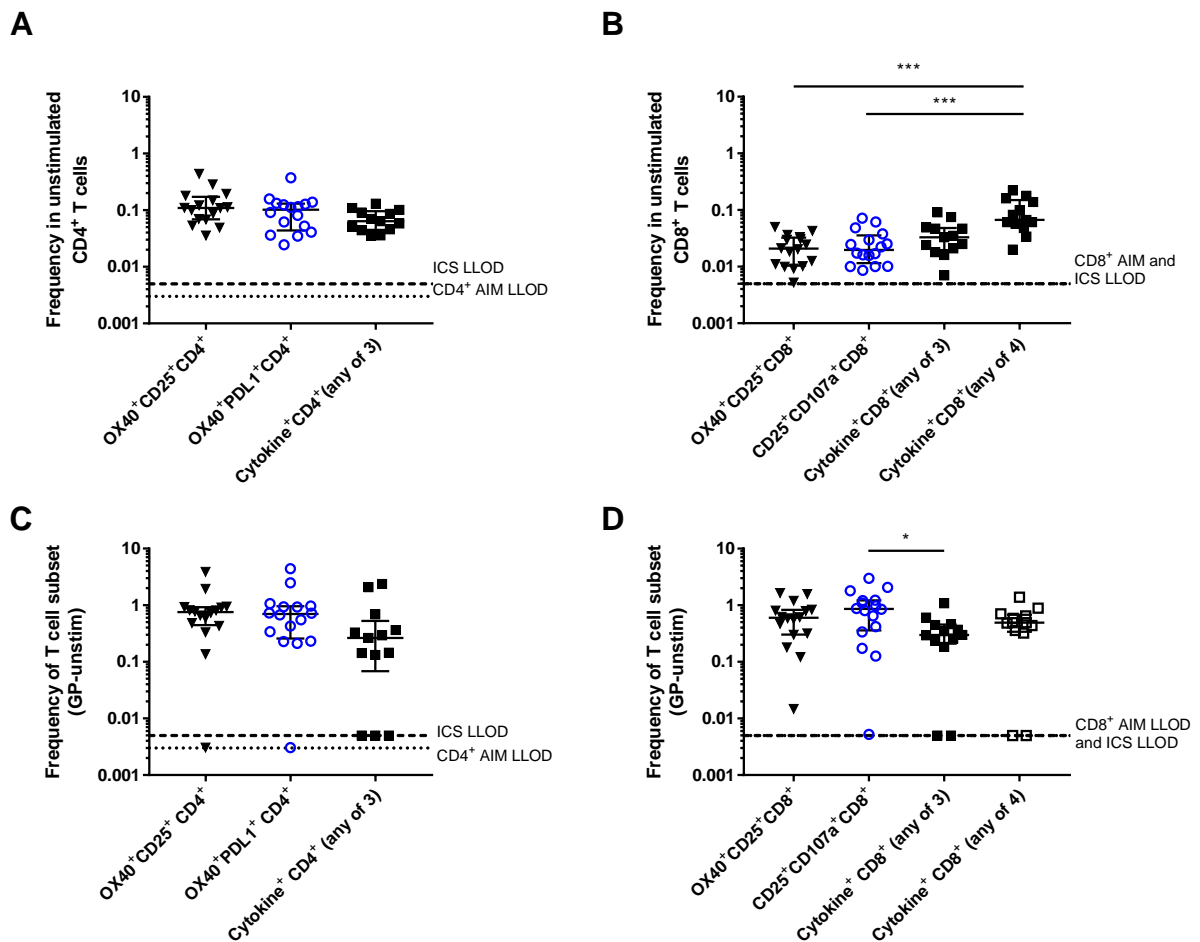 A
Frequency in unstimulated
CD4⁺ T cells
10
1
0.1
0.01
0.001
ICS LLOD
CD4⁺ AIM LLOD
OX40⁺CD25⁺CD4⁺
OX40⁺PDL1⁺CD4⁺
Cytokine⁺CD4⁺(any of 3)
B
Frequency in unstimulated
CD8⁺ T cells
***
***
10
1
0.1
0.01
0.001
CD8⁺ AIM and
ICS LLOD
OX40⁺CD25⁺CD8⁺
CD25⁺CD107a⁺CD8⁺
Cytokine⁺CD8⁺(any of 3)
Cytokine⁺CD8⁺(any of 4)
C
Frequency of T cell subset
(GP-unstim)
10
1
0.1
0.01
0.001
ICS LLOD
CD4⁺ AIM LLOD
OX40⁺CD25⁺ CD4⁺
OX40⁺PDL1⁺ CD4⁺
Cytokine⁺ CD4⁺ (any of 3)
D
Frequency of T cell subset
(GP-unstim)
*
10
1
0.1
0.01
0.001
CD8⁺ AIM LLOD
and ICS LLOD
OX40⁺CD25⁺CD8⁺
CD25⁺CD107a⁺CD8⁺
Cytokine⁺ CD8⁺ (any of 3)
Cytokine⁺ CD8⁺ (any of 4)